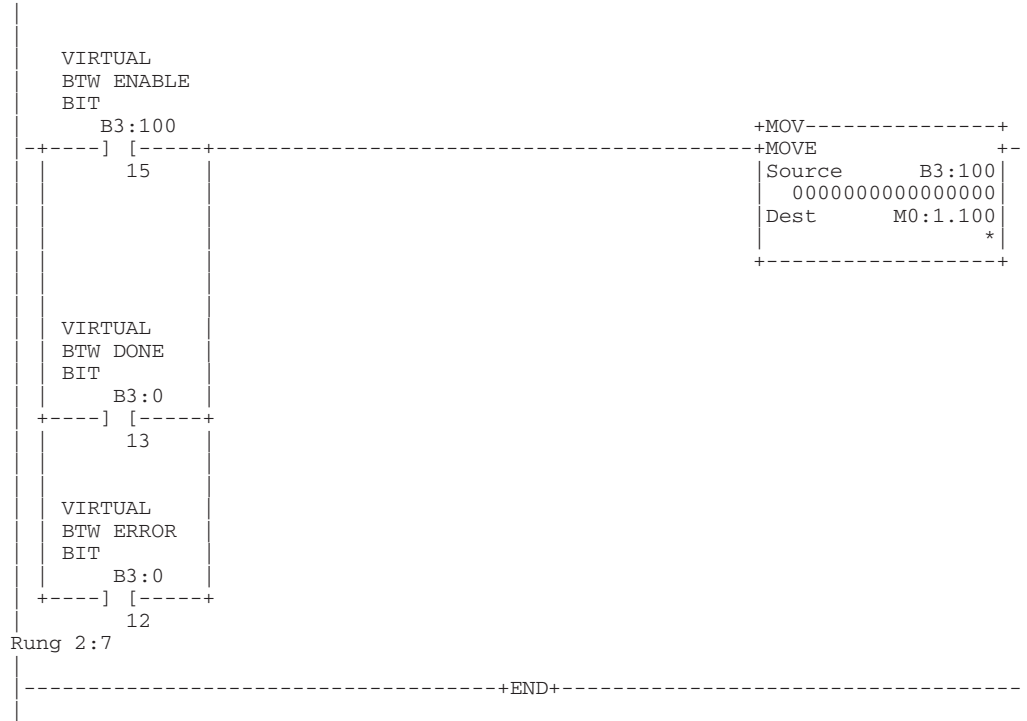 VIRTUAL
BTW ENABLE
BIT
B3:100 +MOV---------------+
-+----] [-----+------------------------------------------+MOVE +-
15 Source B3:100
0000000000000000
Dest M0:1.100
*
+------------------+
VIRTUAL
BTW DONE
BIT
B3:0
+----] [-----+
13
VIRTUAL
BTW ERROR
BIT
B3:0
+----] [-----+
12
Rung 2:7
-------------------------------------+END+------------------------------------